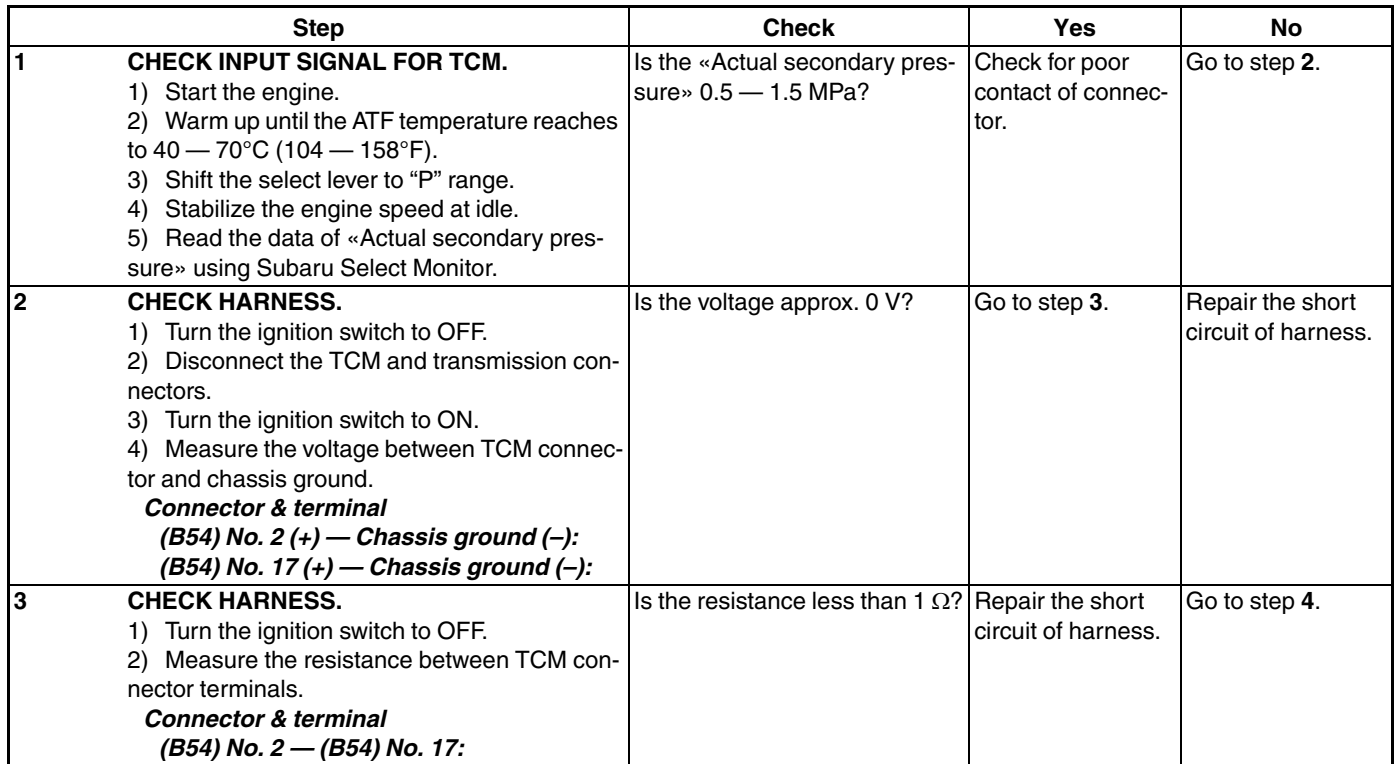 Step Check Yes No
1 CHECK INPUT SIGNAL FOR TCM.
1) Start the engine.
2) Warm up until the ATF temperature reaches
to 40 — 70°C (104 — 158°F).
3) Shift the select lever to “P” range.
4) Stabilize the engine speed at idle.
5) Read the data of «Actual secondary pres-
sure» using Subaru Select Monitor.
Is the «Actual secondary pres-
sure» 0.5 — 1.5 MPa?
Check for poor
contact of connec-
tor.
Go to step 2.
2 CHECK HARNESS.
1) Turn the ignition switch to OFF.
2) Disconnect the TCM and transmission con-
nectors.
3) Turn the ignition switch to ON.
4) Measure the voltage between TCM connec-
tor and chassis ground.
Connector & terminal
(B54) No. 2 (+) — Chassis ground (–):
(B54) No. 17 (+) — Chassis ground (–):
Is the voltage approx. 0 V?
Go to step 3.
Repair the short
circuit of harness.
3 CHECK HARNESS.
1) Turn the ignition switch to OFF.
2) Measure the resistance between TCM con-
nector terminals.
Connector & terminal
(B54) No. 2 — (B54) No. 17:
Is the resistance less than 1 Ω?
Repair the short
circuit of harness.
Go to step 4.